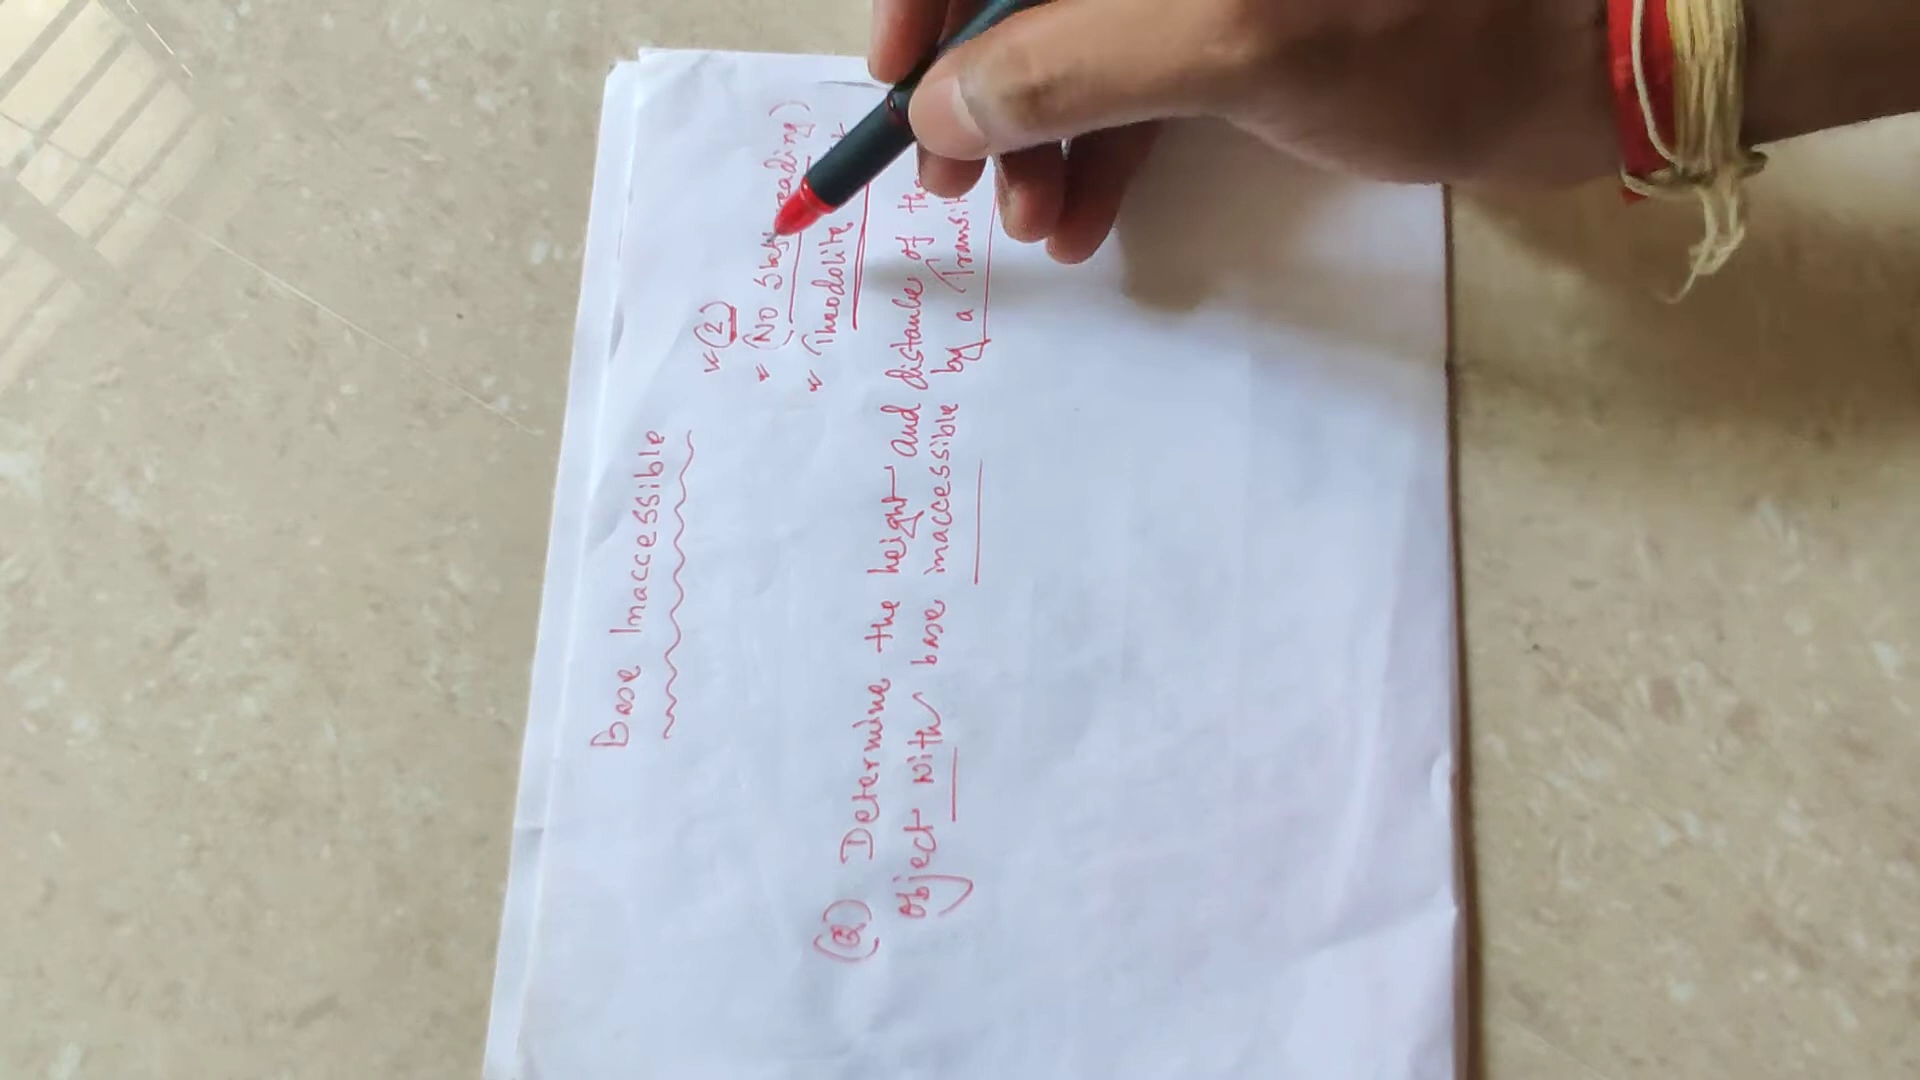 Base Inaccessible
(2)
(No reading)
Theodolite
(Q) Determine the height and distance of the
object with base inaccessible by a Transit